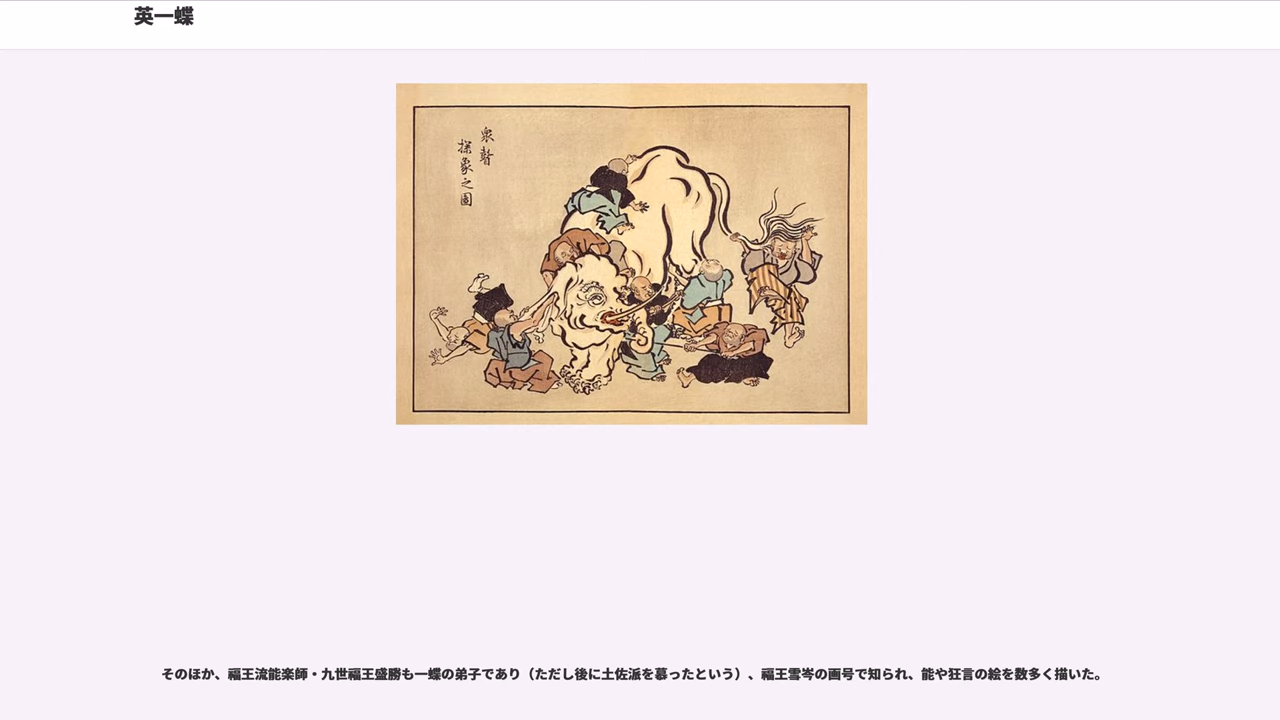 英一蝶
衆瞽
探象之圖
そのほか、福王流能楽師・九世福王盛勝も一蝶の弟子であり（ただし後に土佐派を慕ったという）、福王雪岑の画号で知られ、能や狂言の絵を数多く描いた。